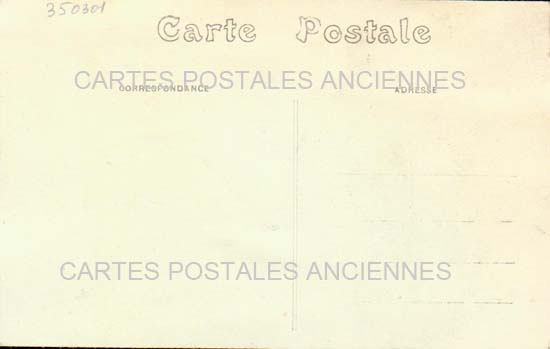 350301
Carte Postale
CARTES POSTALES ANCIENNES
CORRESPONDANCE
ADRESSE
CARTES POSTALES ANCIENNES